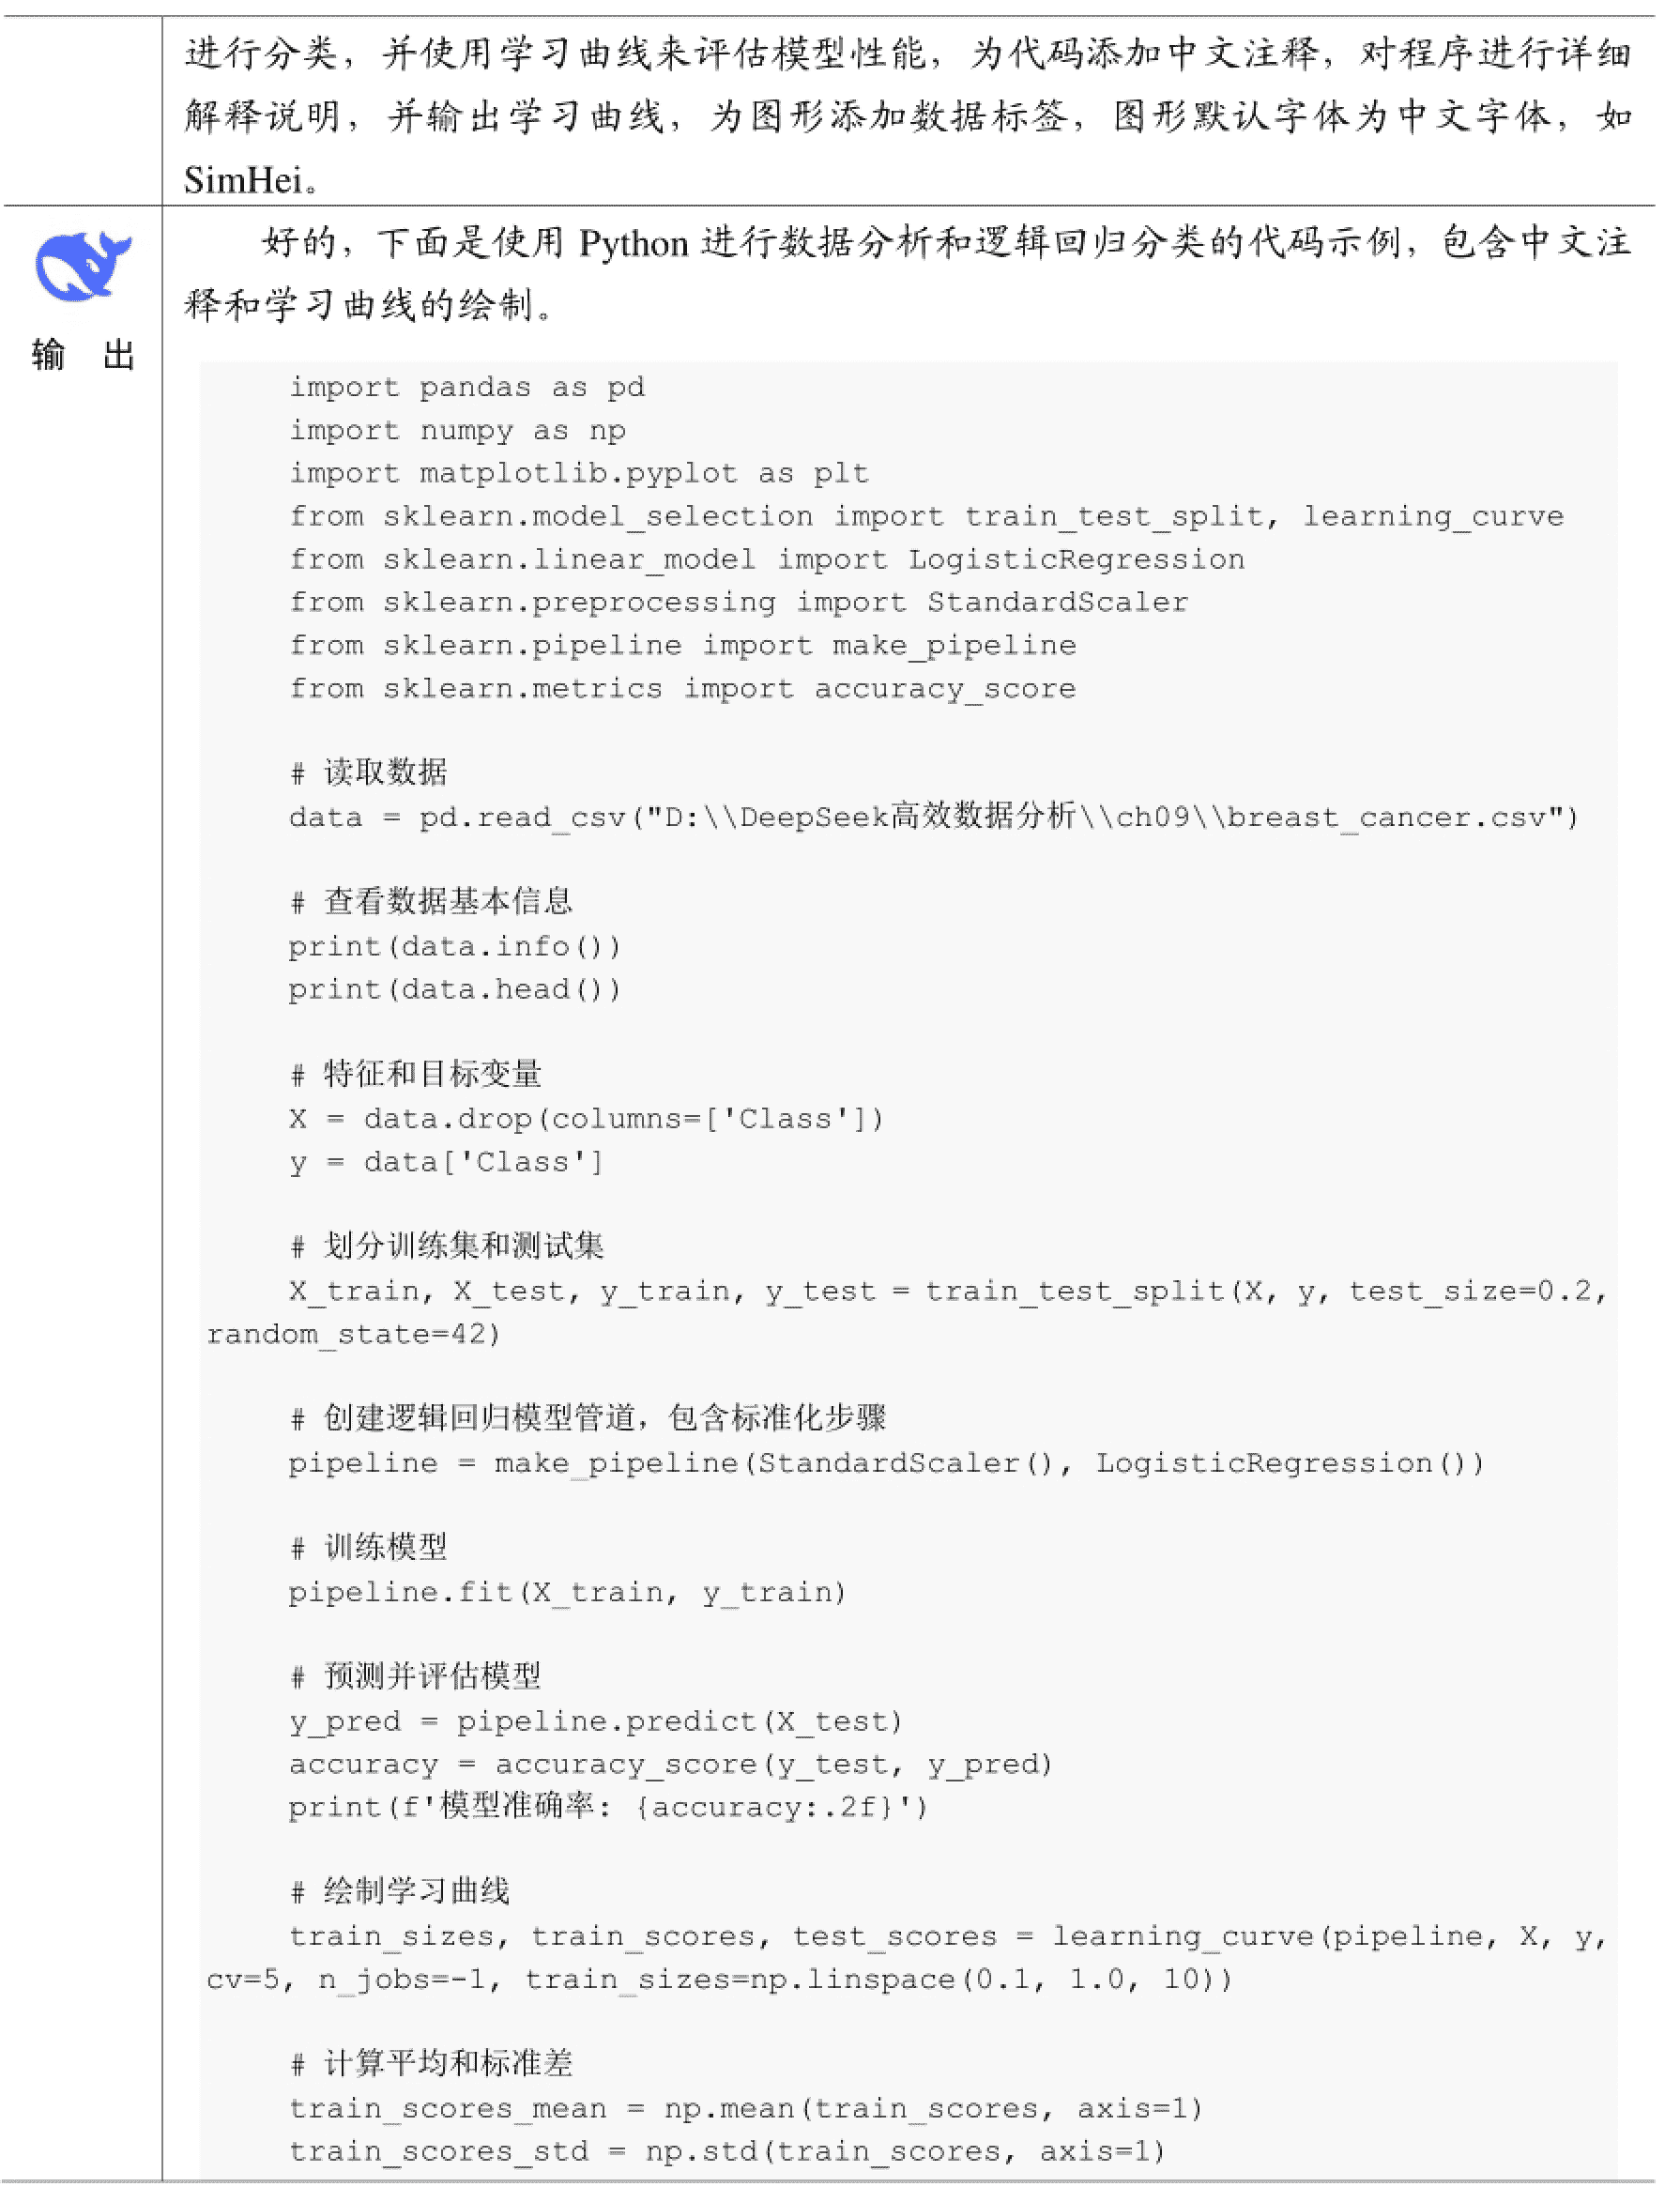 进行分类，并使用学习曲线来评估模型性能，为代码添加中文注释，对程序进行详细
解释说明，并输出学习曲线，为图形添加数据标签，图形默认字体为中文字体，如
SimHei。
好的，下面是使用 Python 进行数据分析和逻辑回归分类的代码示例，包含中文注
释和学习曲线的绘制。
输 出
import pandas as pd
import numpy as np
import matplotlib.pyplot as plt
from sklearn.model_selection import train_test_split, learning_curve
from sklearn.linear_model import LogisticRegression
from sklearn.preprocessing import StandardScaler
from sklearn.pipeline import make_pipeline
from sklearn.metrics import accuracy_score
# 读取数据
data = pd.read_csv("D:\\DeepSeek高效数据分析\\ch09\\breast_cancer.csv")
# 查看数据基本信息
print(data.info())
print(data.head())
# 特征和目标变量
X = data.drop(columns=['Class'])
y = data['Class']
# 划分训练集和测试集
X_train, X_test, y_train, y_test = train_test_split(X, y, test_size=0.2,
random_state=42)
# 创建逻辑回归模型管道，包含标准化步骤
pipeline = make_pipeline(StandardScaler(), LogisticRegression())
# 训练模型
pipeline.fit(X_train, y_train)
# 预测并评估模型
y_pred = pipeline.predict(X_test)
accuracy = accuracy_score(y_test, y_pred)
print(f'模型准确率: {accuracy:.2f}')
# 绘制学习曲线
train_sizes, train_scores, test_scores = learning_curve(pipeline, X, y,
cv=5, n_jobs=-1, train_sizes=np.linspace(0.1, 1.0, 10))
# 计算平均和标准差
train_scores_mean = np.mean(train_scores, axis=1)
train_scores_std = np.std(train_scores, axis=1)